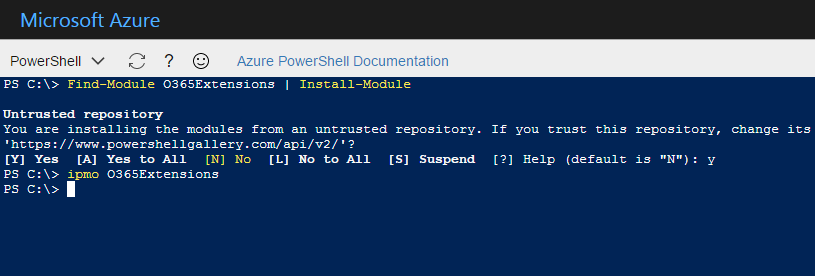 Microsoft Azure
PowerShell ? Azure PowerShell Documentation
PS C:\> Find-Module O365Extensions | Install-Module
Untrusted repository
You are installing the modules from an untrusted repository. If you trust this repository, change its
'https://www.powershellgallery.com/api/v2/'?
[Y] Yes  [A] Yes to All  [N] No  [L] No to All  [S] Suspend  [?] Help (default is "N"): y
PS C:\> ipmo O365Extensions
PS C:\>